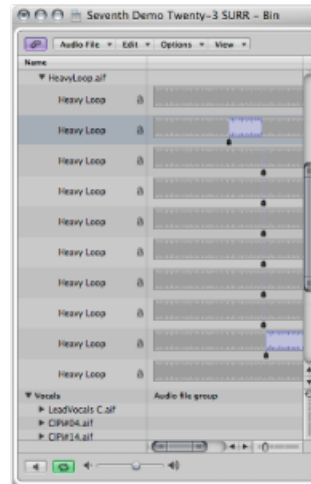 Seventh Demo Twenty-3 SURR - Bin
Audio File Edit Options View
Name
HeavyLoop.aif
Heavy Loop
Heavy Loop
Heavy Loop
Heavy Loop
Heavy Loop
Heavy Loop
Heavy Loop
Heavy Loop
Heavy Loop
Heavy Loop
Vocals Audio file group
LeadVocals C.aif
CIPI#04.aif
CIPI#14.aif